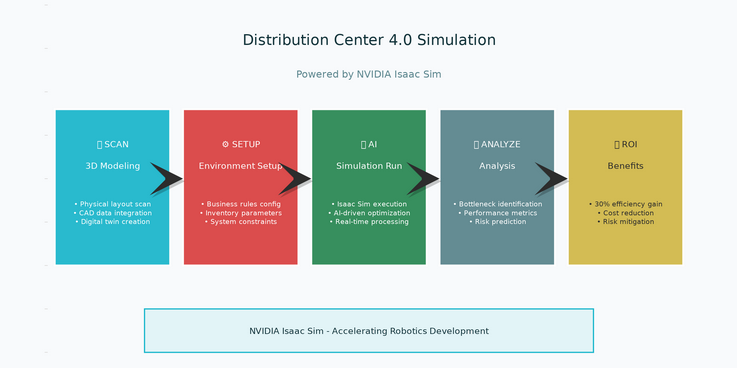 Distribution Center 4.0 Simulation
Powered by NVIDIA Isaac Sim
SCAN
3D Modeling
• Physical layout scan
• CAD data integration
• Digital twin creation
⚙ SETUP
Environment Setup
• Business rules config
• Inventory parameters
• System constraints
AI
Simulation Run
• Isaac Sim execution
• AI-driven optimization
• Real-time processing
ANALYZE
Analysis
• Bottleneck identification
• Performance metrics
• Risk prediction
ROI
Benefits
• 30% efficiency gain
• Cost reduction
• Risk mitigation
NVIDIA Isaac Sim - Accelerating Robotics Development